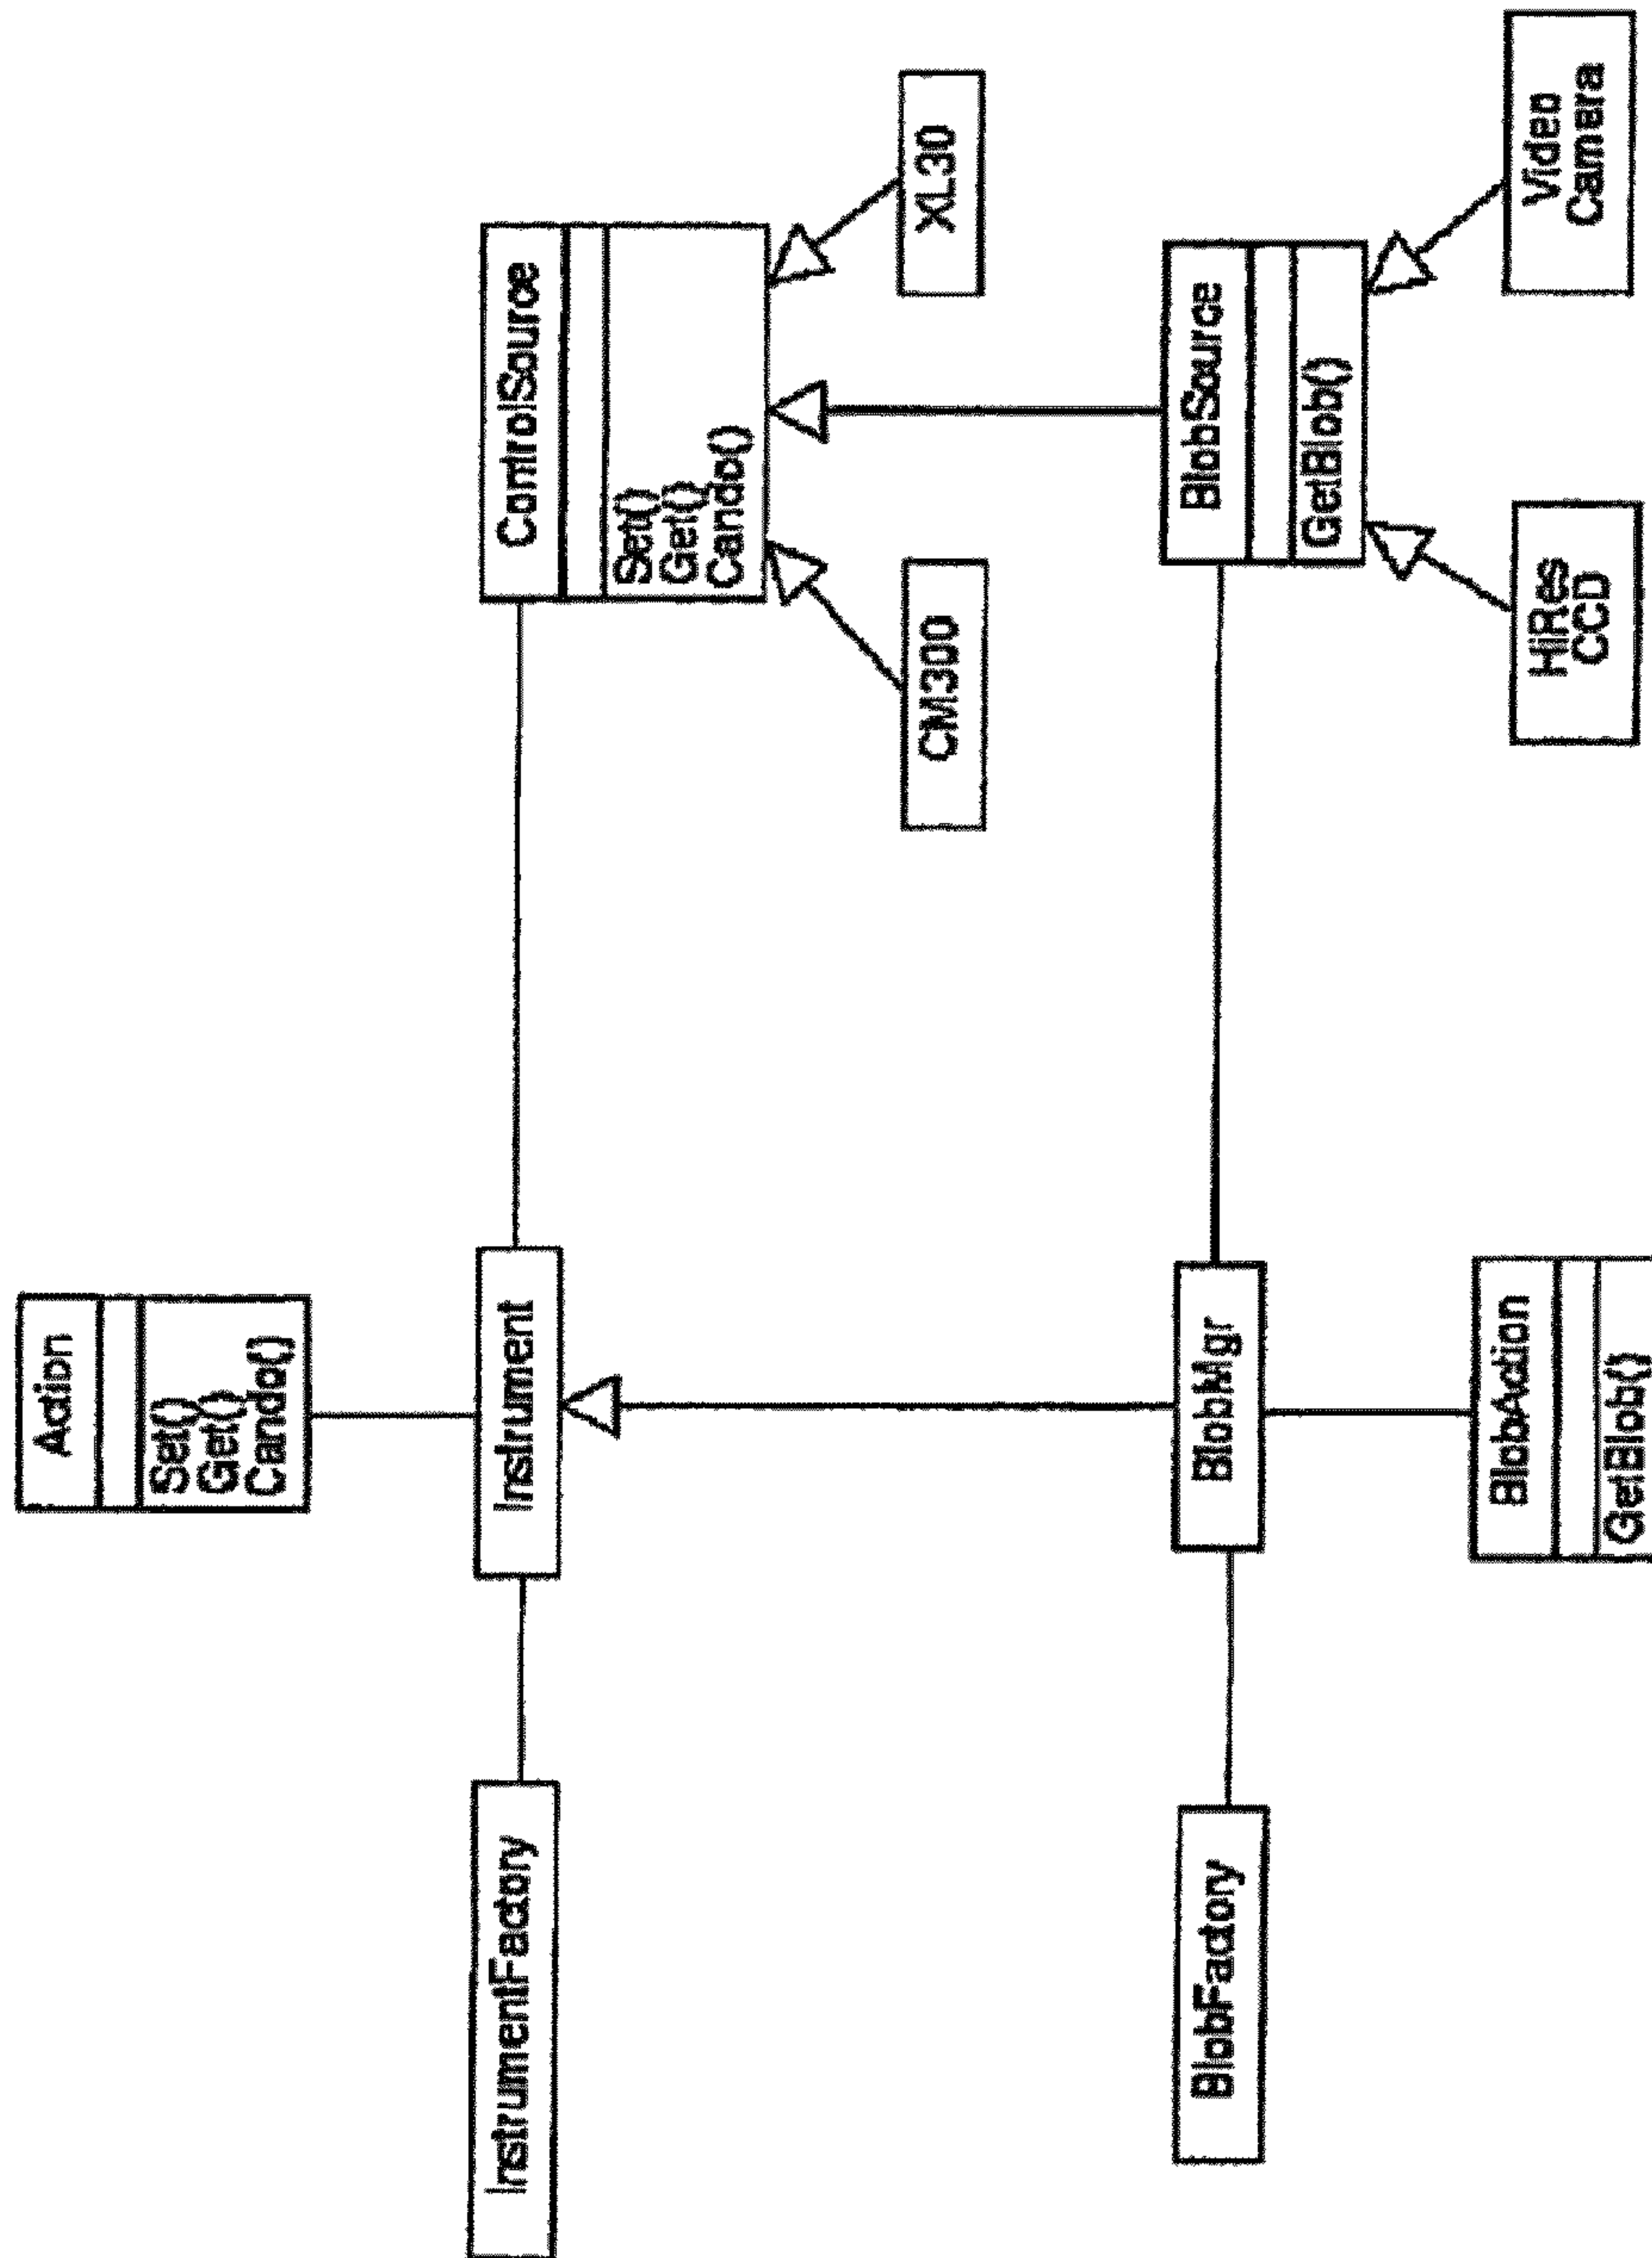 Action
Set()
Get()
Cando()
InstrumentFactory
Instrument
ControlSource
Set()
Get()
Cando()
CM300
XL30
BlobFactory
BlobMgr
BlobSource
GetBlob()
BlobAction
GetBlob()
HiRes
CCD
Video
Camera